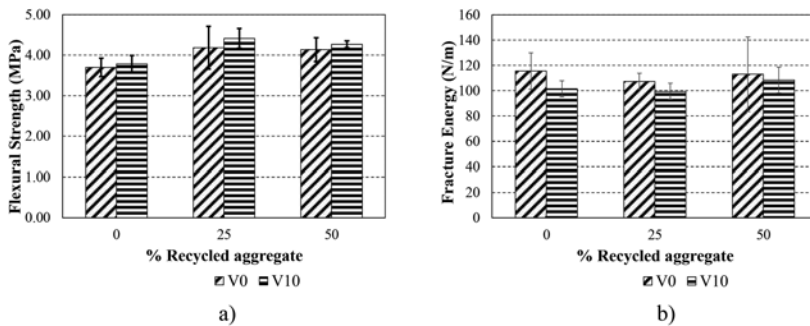 5.00
4.00
3.00
2.00
1.00
0.00
Flexural Strength (MPa)
0 25 50
% Recycled aggregate
V0 V10
a)
160
140
120
100
80
60
40
20
0
Fracture Energy (N/m)
0 25 50
% Recycled aggregate
V0 V10
b)